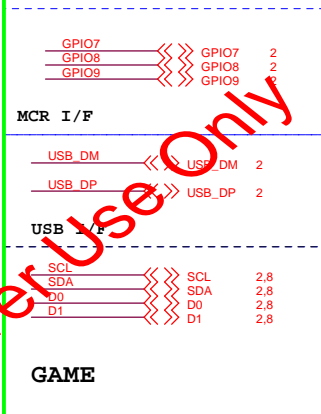 GPIO7 GPIO7 2
GPIO8 GPIO8 2
GPIO9 GPIO9 2
MCR I/F
USB_DM USB_DM 2
USB_DP USB_DP 2
USB I/F
SCL SCL 2,8
SDA SDA 2,8
D0 D0 2,8
D1 D1 2,8
GAME
er Use Only